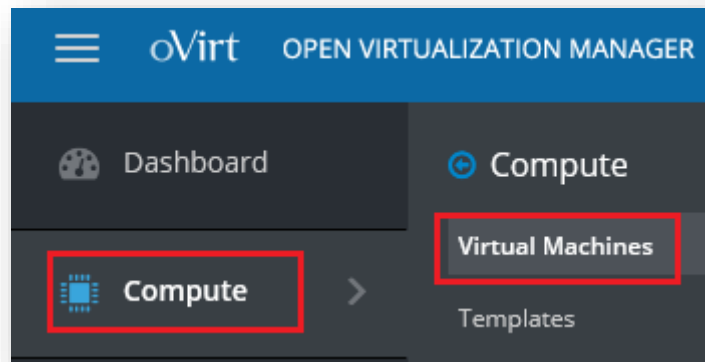 oVirt OPEN VIRTUALIZATION MANAGER
Dashboard
Compute
Compute
Virtual Machines
Templates